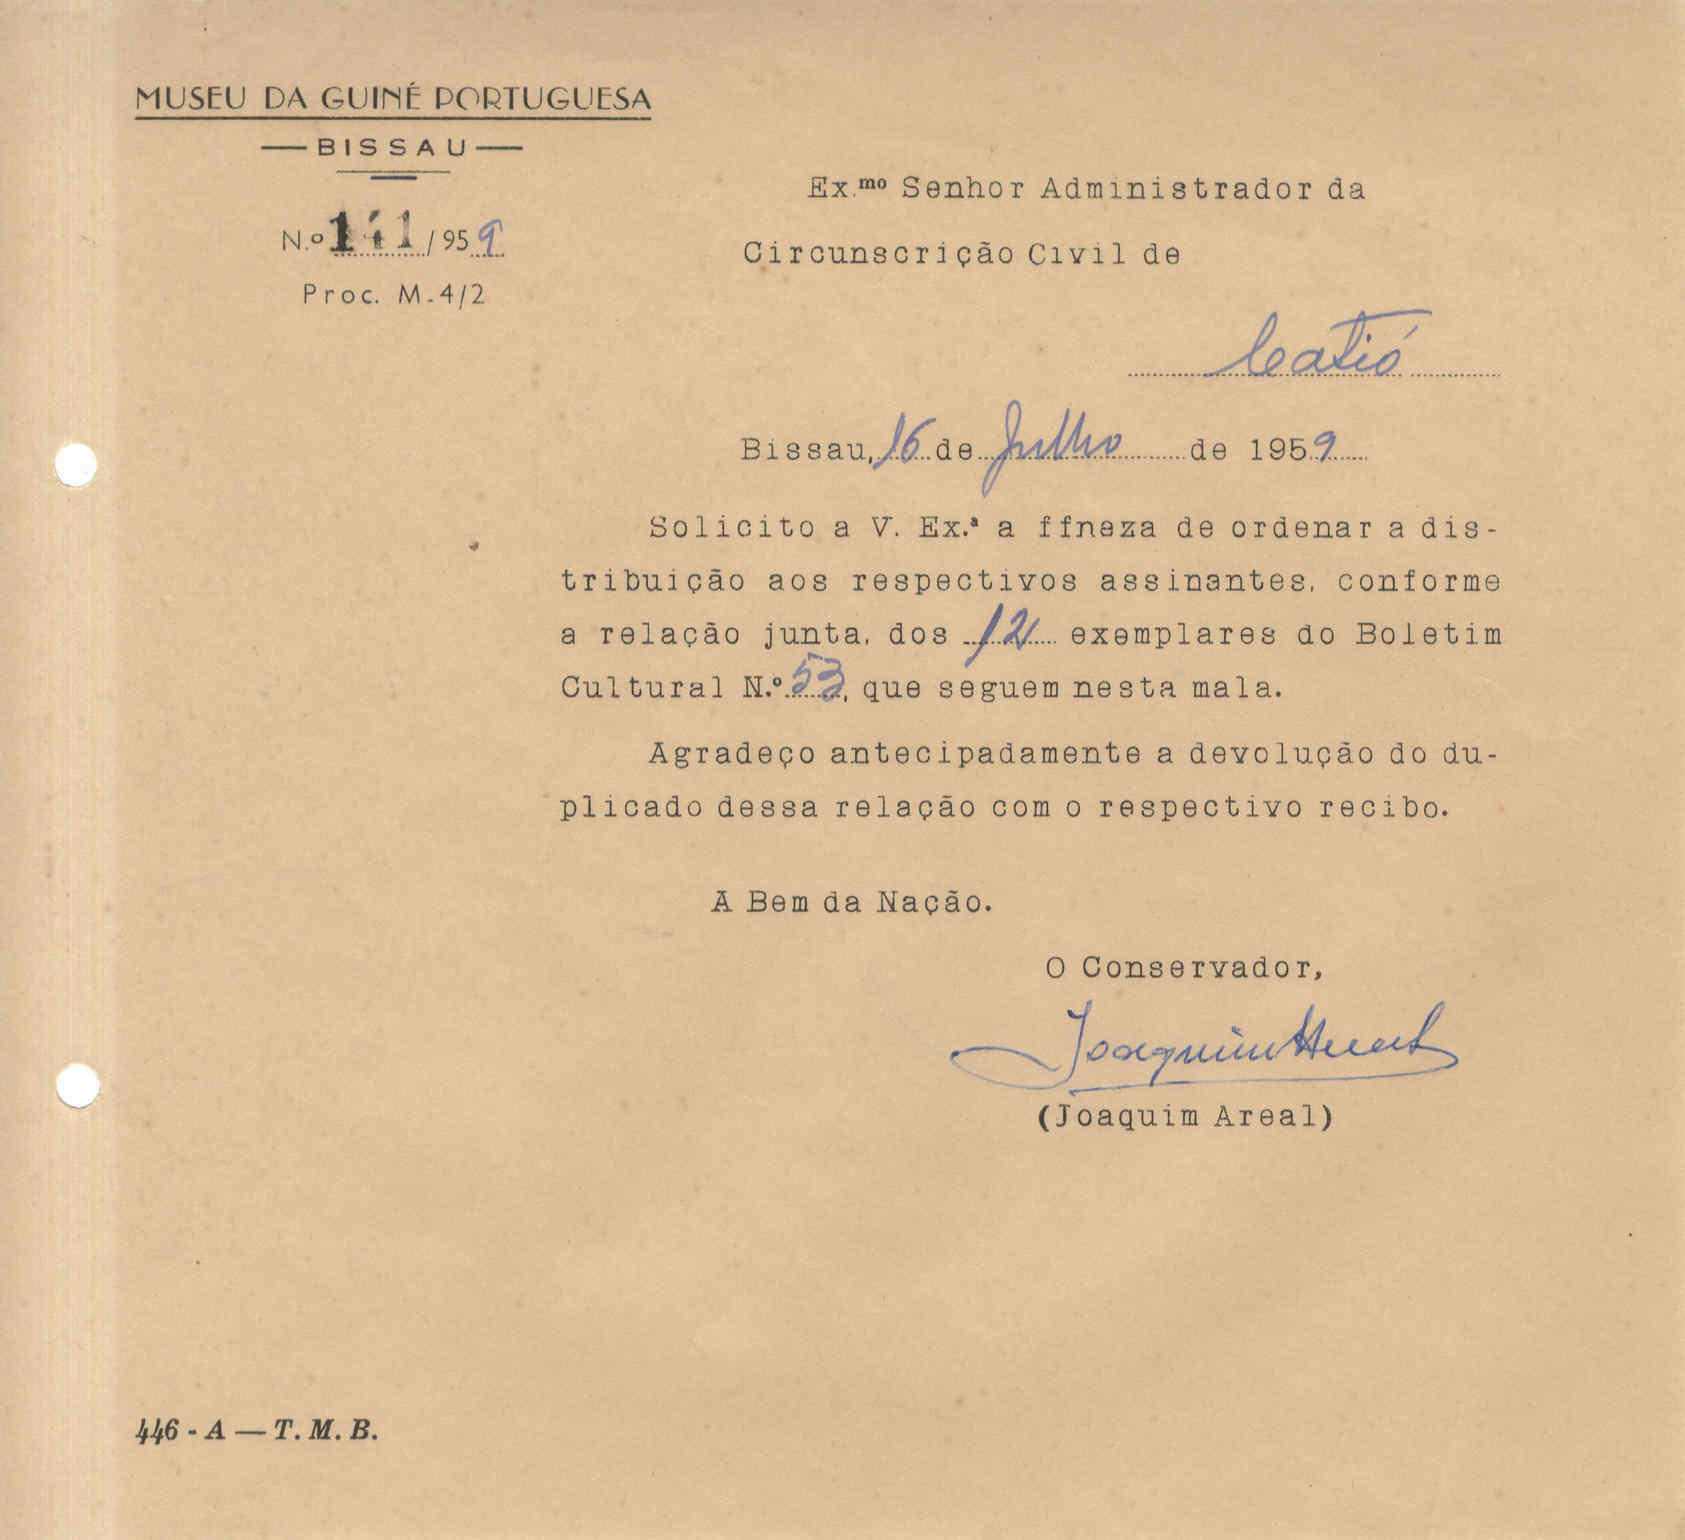 MUSEU DA GUINÉ PORTUGUESA
BISSAU
N.º 141/959
Proc. M-4/2
Ex.mo Senhor Administrador da
Circunscrição Civil de
Catió
Bissau, 16 de Julho de 1959
Solicito a V. Ex.ª a ffneza de ordenar a dis-
tribuição aos respectivos assinantes, conforme
a relação junta, dos 12 exemplares do Boletim
Cultural N.º 53, que seguem nesta mala.
Agradeço antecipadamente a devolução do du-
plicado dessa relação com o respectivo recibo.
A Bem da Nação.
O Conservador,
Joaquim Areal
(Joaquim Areal)
446 - A — T. M. B.